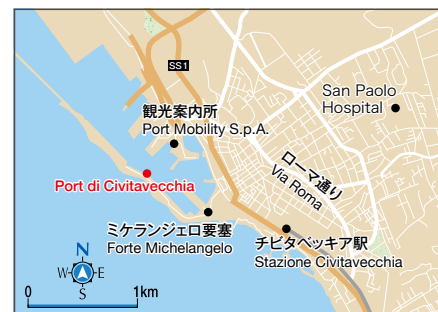 SS1
San Paolo
Hospital
観光案内所
Port Mobility S.p.A.
ローマ通り
Via Roma
Port di Civitavecchia
ミケランジェロ要塞
Forte Michelangelo
チビタベッキア駅
Stazione Civitavecchia
N
W E
S
0 1km